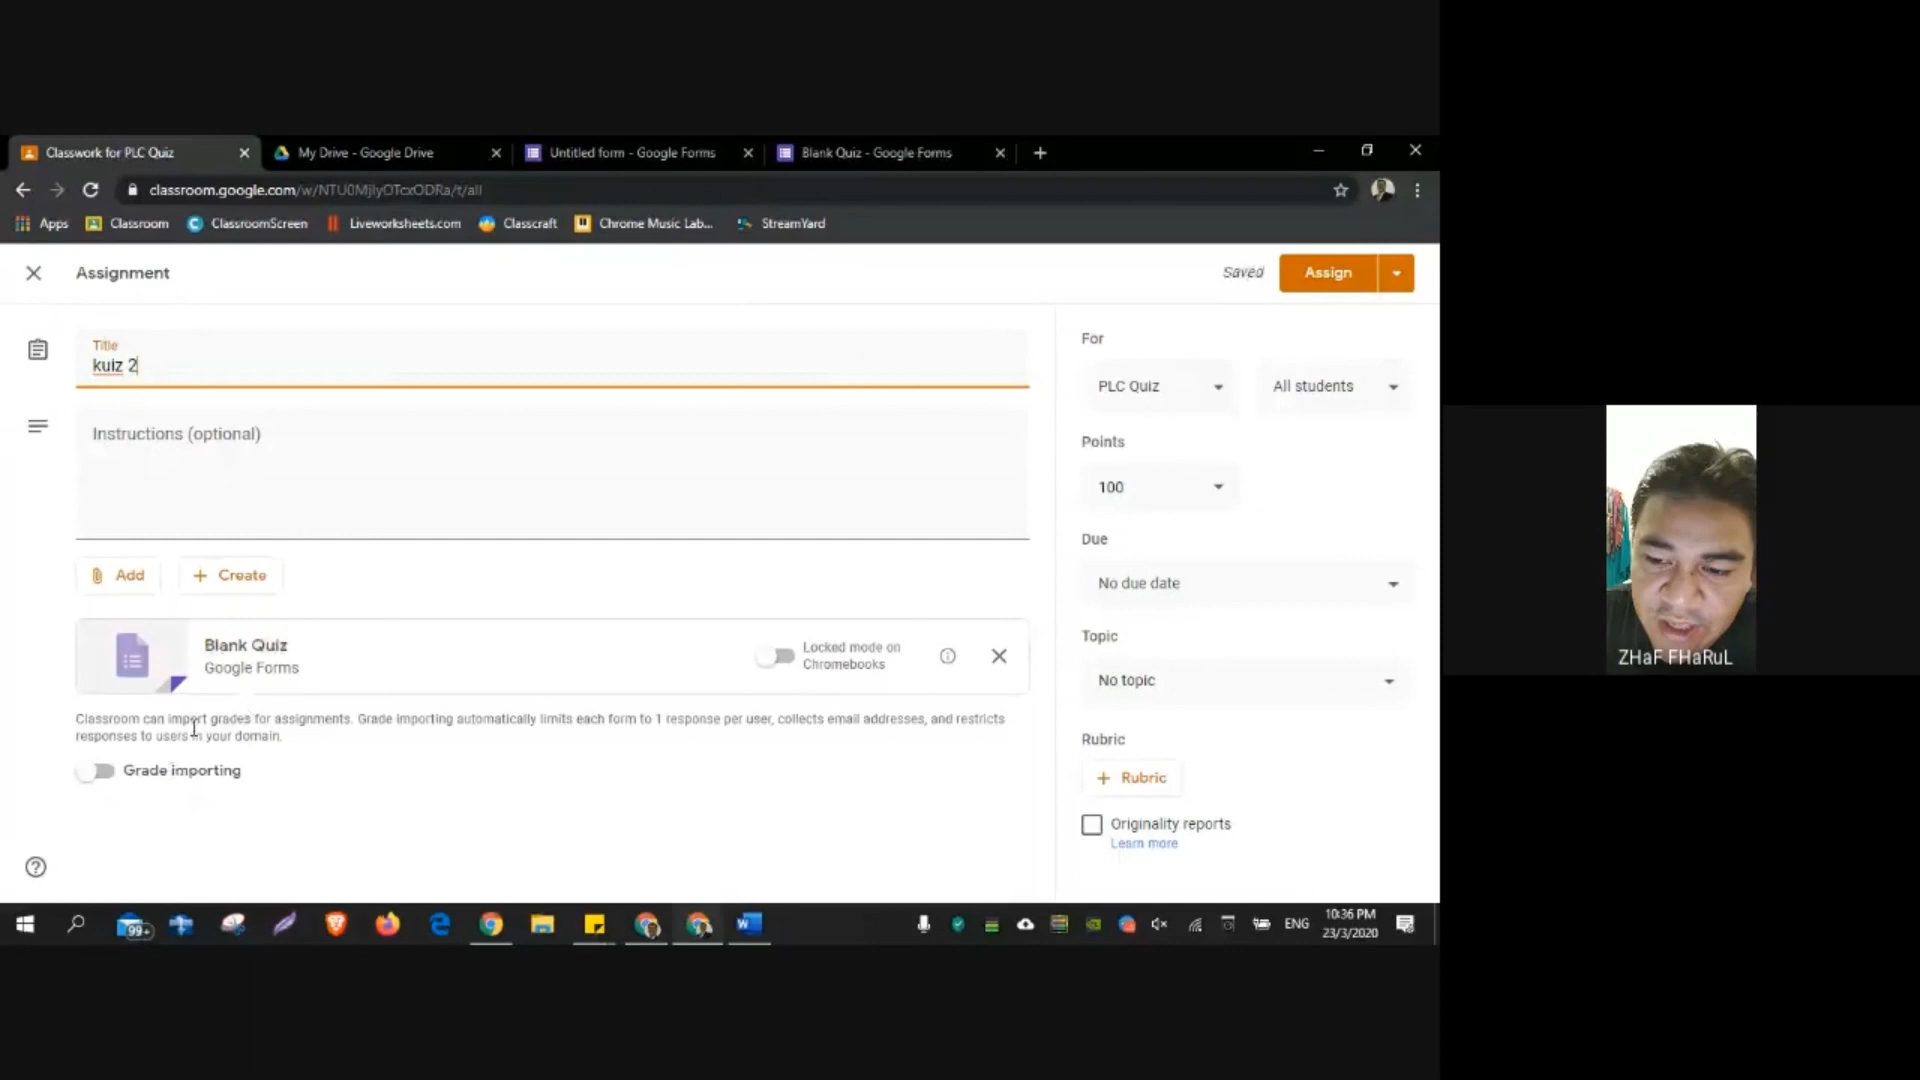 Classwork for PLC Quiz
My Drive - Google Drive
Untitled form - Google Forms
Blank Quiz - Google Forms
classroom.google.com/w/NTU0MjIyOTcxODRa/t/all
Apps
Classroom
ClassroomScreen
Liveworksheets.com
Classcraft
Chrome Music Lab...
StreamYard
Assignment
Saved
Assign
Title
kuiz 2
Instructions (optional)
Add
Create
Blank Quiz
Google Forms
Locked mode on
Chromebooks
Classroom can import grades for assignments. Grade importing automatically limits each form to 1 response per user, collects email addresses, and restricts
responses to users in your domain.
Grade importing
For
PLC Quiz
All students
Points
100
Due
No due date
Topic
No topic
Rubric
Rubric
Originality reports
Learn more
ZHaF FHaRuL
99+
ENG
10:36 PM
23/3/2020